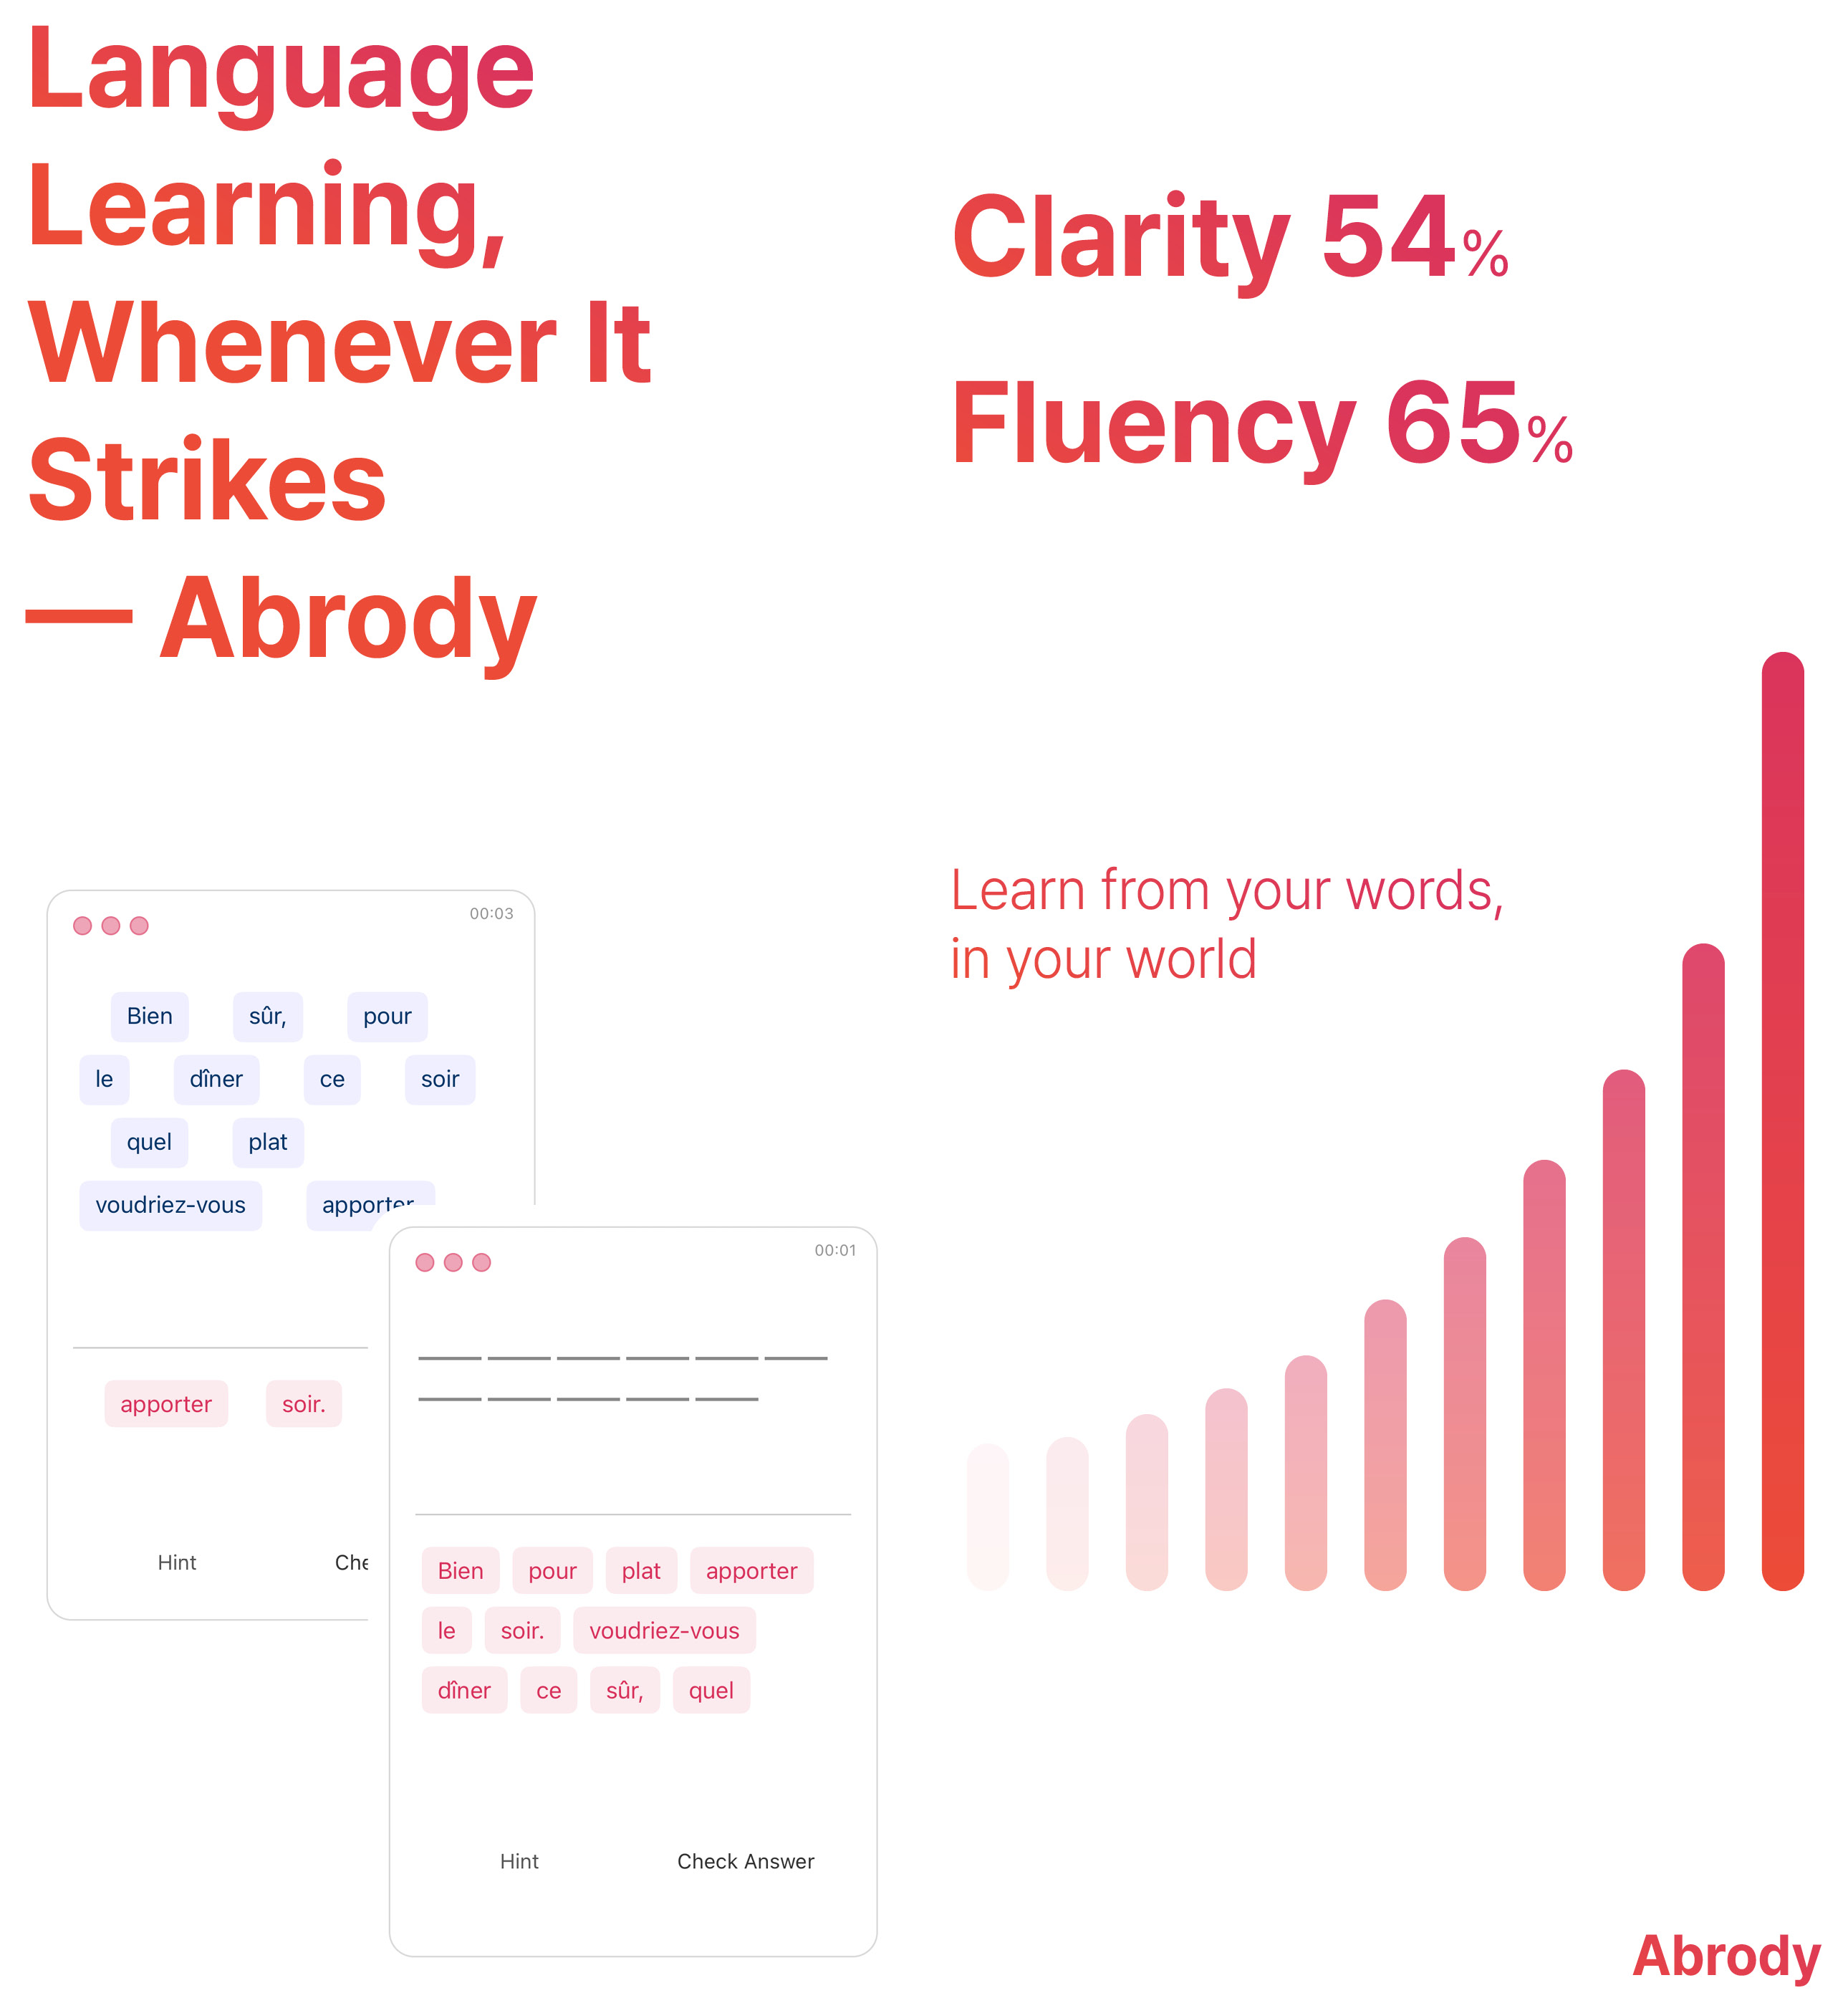 Language
Learning,
Whenever It
Strikes
— Abrody
Clarity 54%
Fluency 65%
Learn from your words,
in your world
00:03
Bien sûr, pour
le dîner ce soir
quel plat
voudriez-vous apporter
apporter soir.
Hint
00:01
Bien pour plat apporter
le soir. voudriez-vous
dîner ce sûr, quel
Hint Check Answer
Abrody